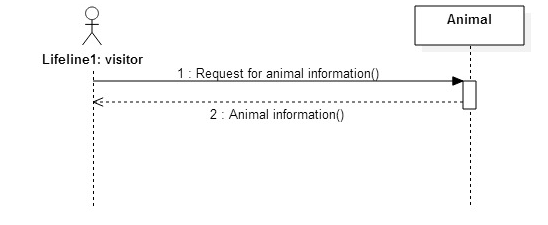 Animal
Lifeline1: visitor
1 : Request for animal information()
2 : Animal information()